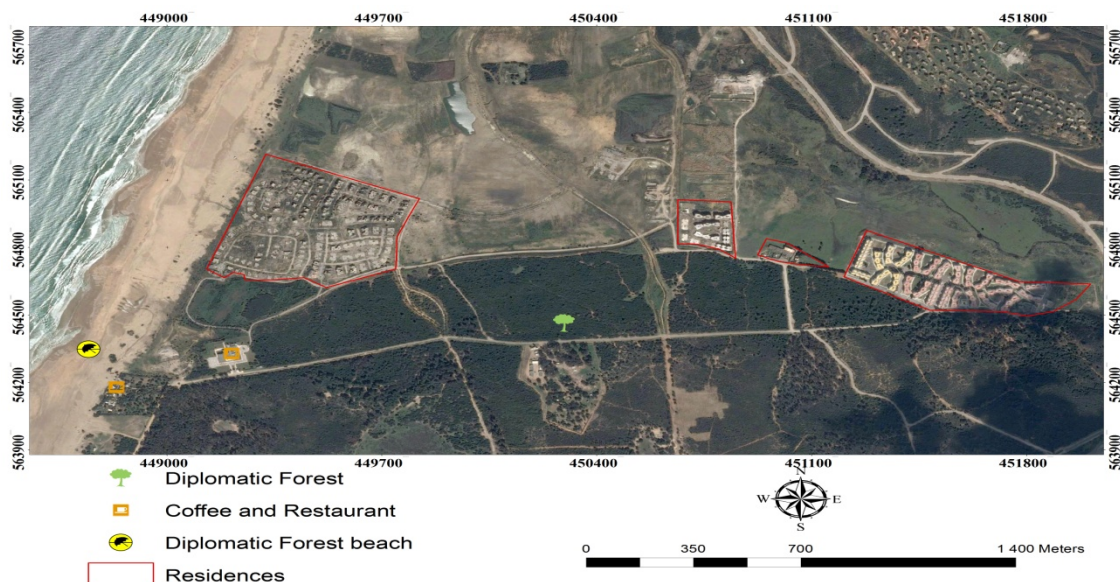 449000 449700 450400 451100 451800
565700 565700
565400 565400
565100 565100
564800 564800
564500 564500
564200 564200
563900 563900
449000 449700 450400 451100 451800
Diplomatic Forest
Coffee and Restaurant
Diplomatic Forest beach
Residences
N
W E
S
0 350 700 1 400 Meters